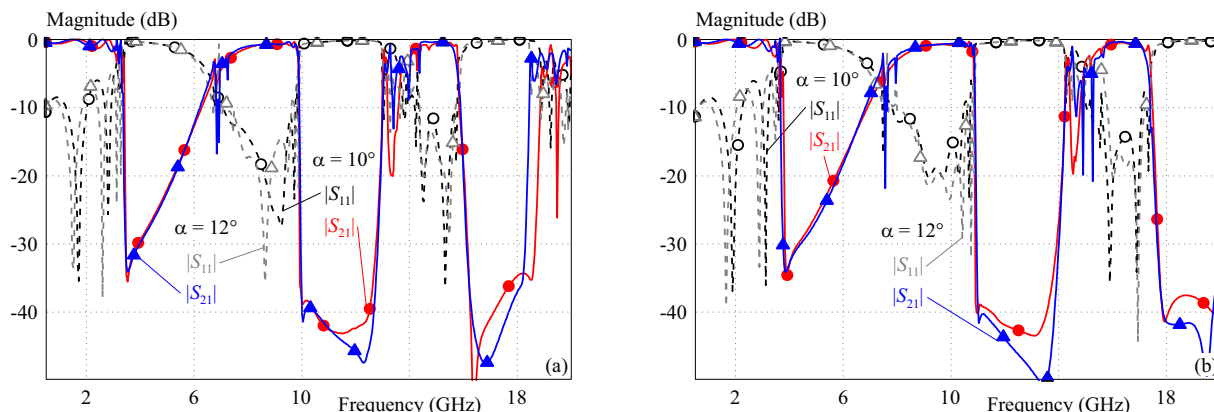 Magnitude (dB)
0
-10
-20
-30
-40
α = 10°
|S11|
|S21|
α = 12°
|S11|
|S21|
(a)
2
6
10
Frequency (GHz)
18
Magnitude (dB)
0
-10
-20
-30
-40
α = 10°
|S11|
|S21|
α = 12°
|S11|
|S21|
(b)
2
6
10
Frequency (GHz)
18